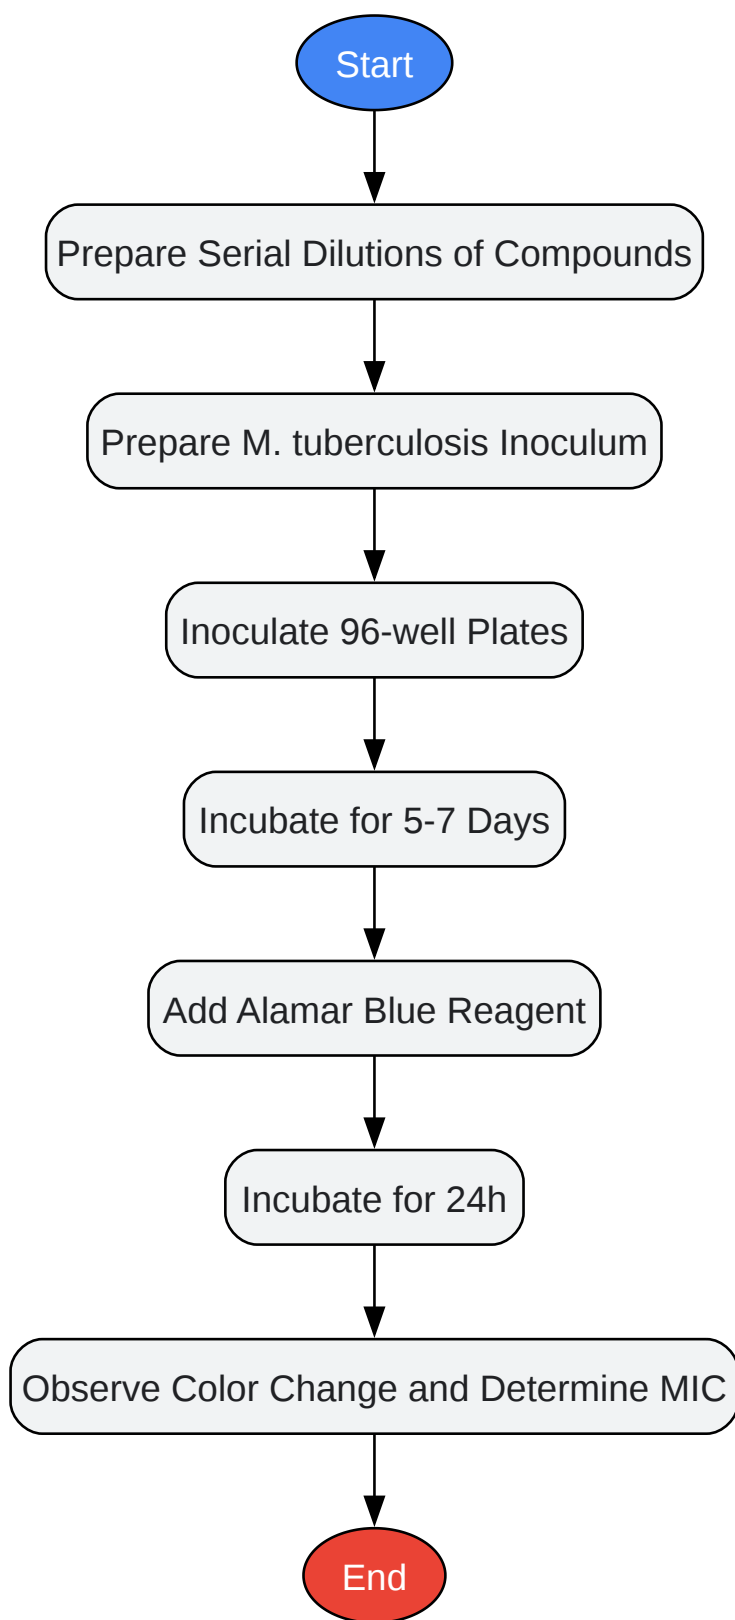 Start
Prepare Serial Dilutions of Compounds
Prepare M. tuberculosis Inoculum
Inoculate 96-well Plates
Incubate for 5-7 Days
Add Alamar Blue Reagent
Incubate for 24h
Observe Color Change and Determine MIC
End